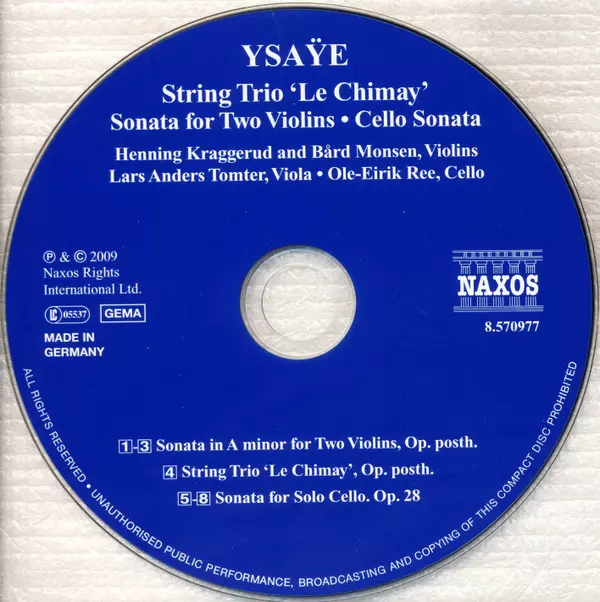 YSAŸE
String Trio ‘Le Chimay’
Sonata for Two Violins • Cello Sonata
Henning Kraggerud and Bård Monsen, Violins
Lars Anders Tomter, Viola • Ole-Eirik Ree, Cello
℗ & © 2009
Naxos Rights
International Ltd.
LC 05537 GEMA
MADE IN
GERMANY
NAXOS
8.570977
1-3 Sonata in A minor for Two Violins, Op. posth.
4 String Trio ‘Le Chimay’, Op. posth.
5-8 Sonata for Solo Cello. Op. 28
ALL RIGHTS RESERVED • UNAUTHORISED PUBLIC PERFORMANCE, BROADCASTING AND COPYING OF THIS COMPACT DISC PROHIBITED